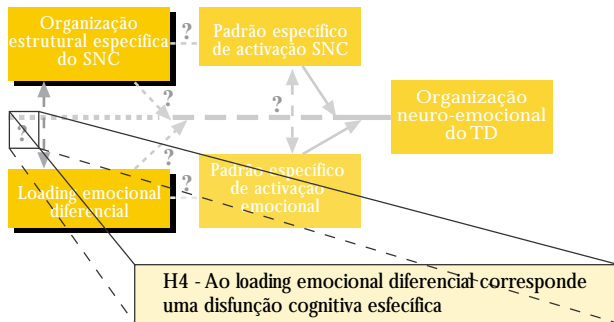 Organização
estrutural específica
do SNC
?
Padrão específico
de activação SNC
?
?
Organização
neuro-emocional
do TD
?
?
Loading emocional
diferencial
?
Padrão específico
de activação
emocional
H4 - Ao loading emocional diferencial corresponde
uma disfunção cognitiva esfecífica